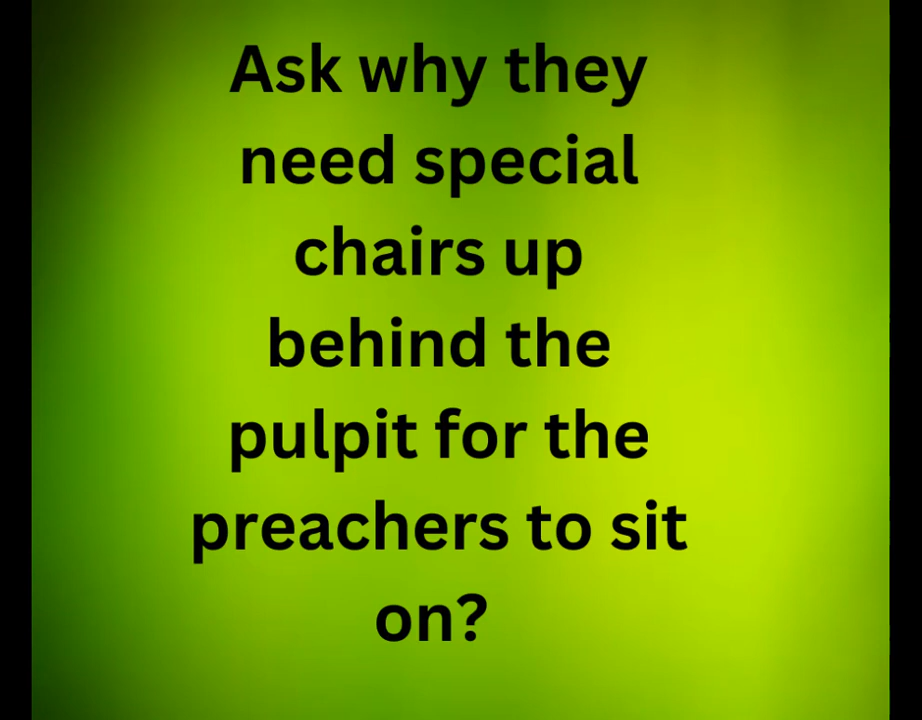 Ask why they
need special
chairs up
behind the
pulpit for the
preachers to sit
on?